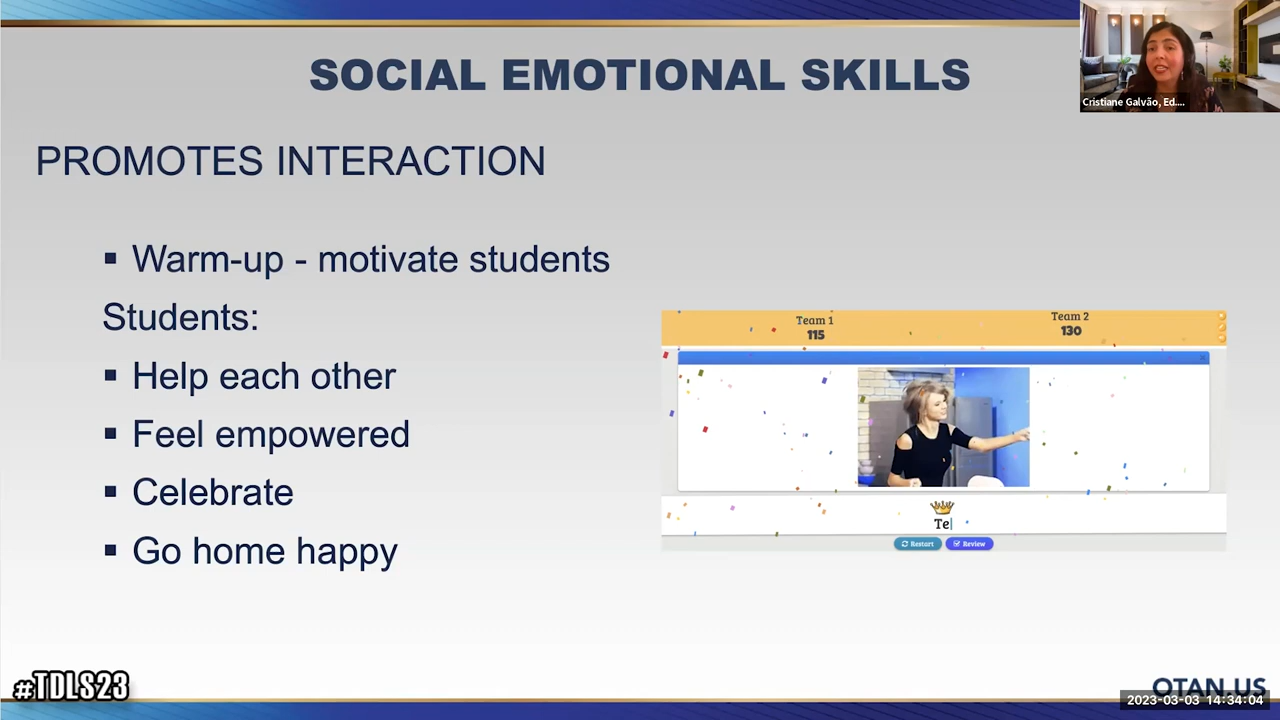 SOCIAL EMOTIONAL SKILLS
Cristiane Galvão, Ed....
PROMOTES INTERACTION
▪ Warm-up - motivate students
Students:
▪ Help each other
▪ Feel empowered
▪ Celebrate
▪ Go home happy
Team 1
115
Team 2
130
Te
Restart
Review
#TDLS23
OTAN.US
2023-03-03 14:34:04